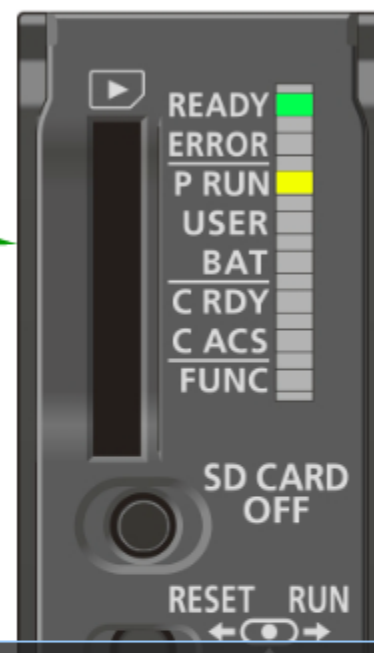 READY
ERROR
P RUN
USER
BAT
C RDY
C ACS
FUNC
SD CARD
OFF
RESET RUN